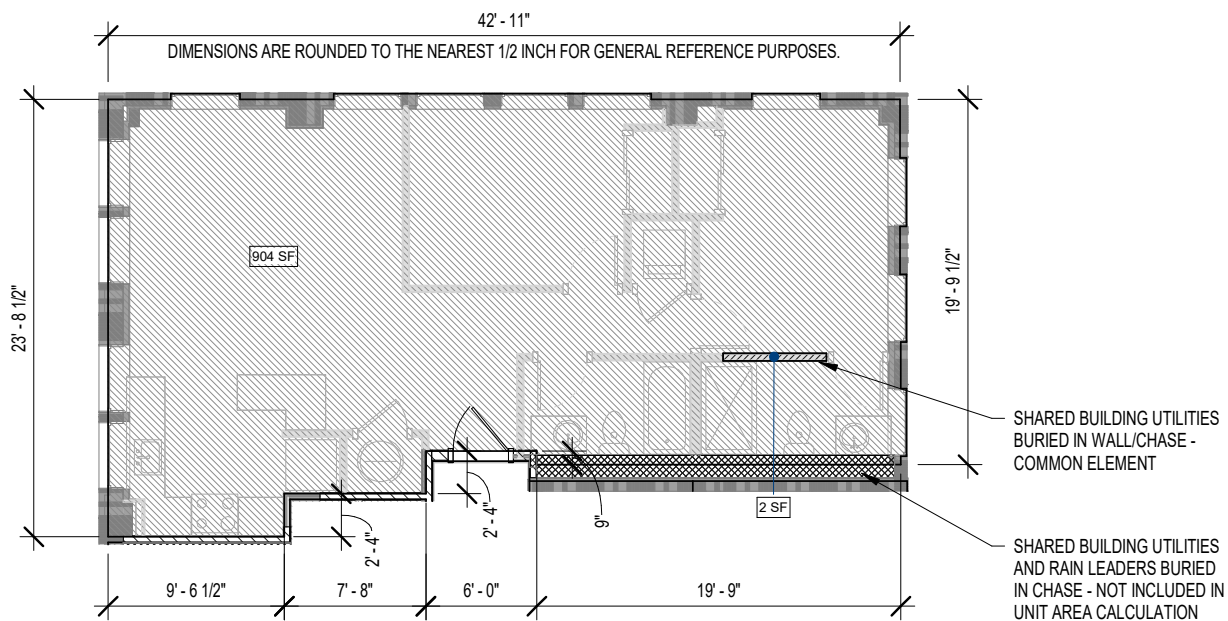 42' - 11"
DIMENSIONS ARE ROUNDED TO THE NEAREST 1/2 INCH FOR GENERAL REFERENCE PURPOSES.
904 SF
23' - 8 1/2"
19' - 9 1/2"
SHARED BUILDING UTILITIES
BURIED IN WALL/CHASE -
COMMON ELEMENT
2 SF
2' - 4"
2' - 4"
9"
SHARED BUILDING UTILITIES
AND RAIN LEADERS BURIED
IN CHASE - NOT INCLUDED IN
UNIT AREA CALCULATION
9' - 6 1/2"
7' - 8"
6' - 0"
19' - 9"